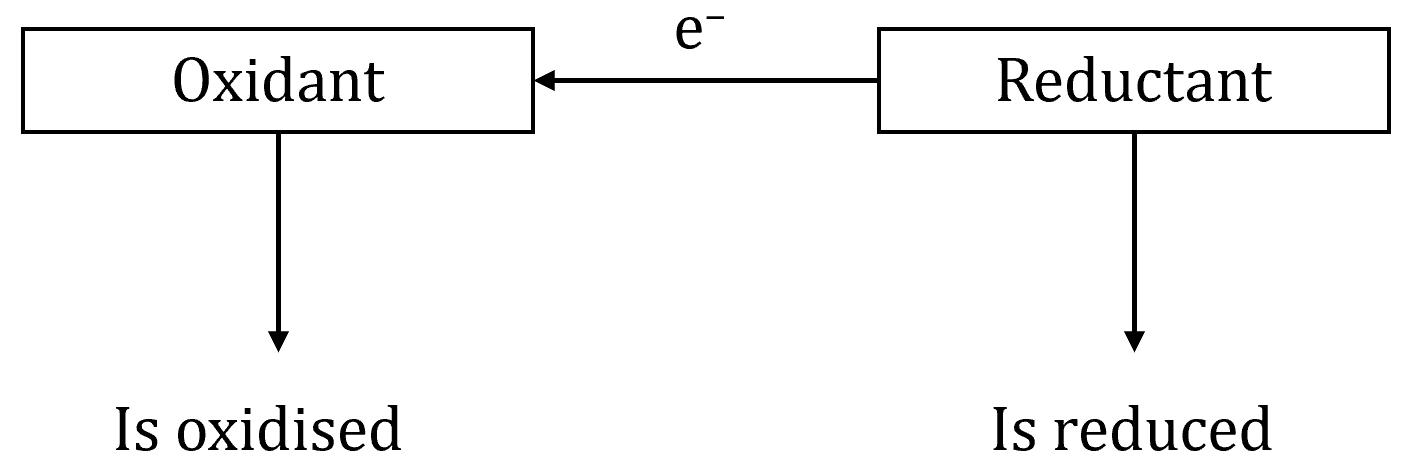 e⁻
Oxidant
Reductant
Is oxidised
Is reduced